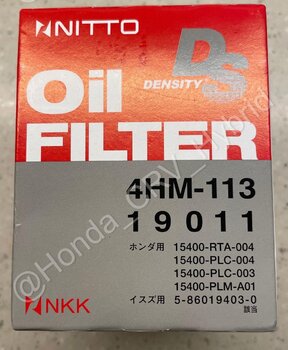 NITTO
DS
DENSITY
Oil
FILTER
4HM-113
19011
ホンダ用 15400-RTA-004
15400-PLC-004
15400-PLC-003
15400-PLM-A01
イスズ用 5-86019403-0
該当
NKK
@Honda_CRV_Hybrid